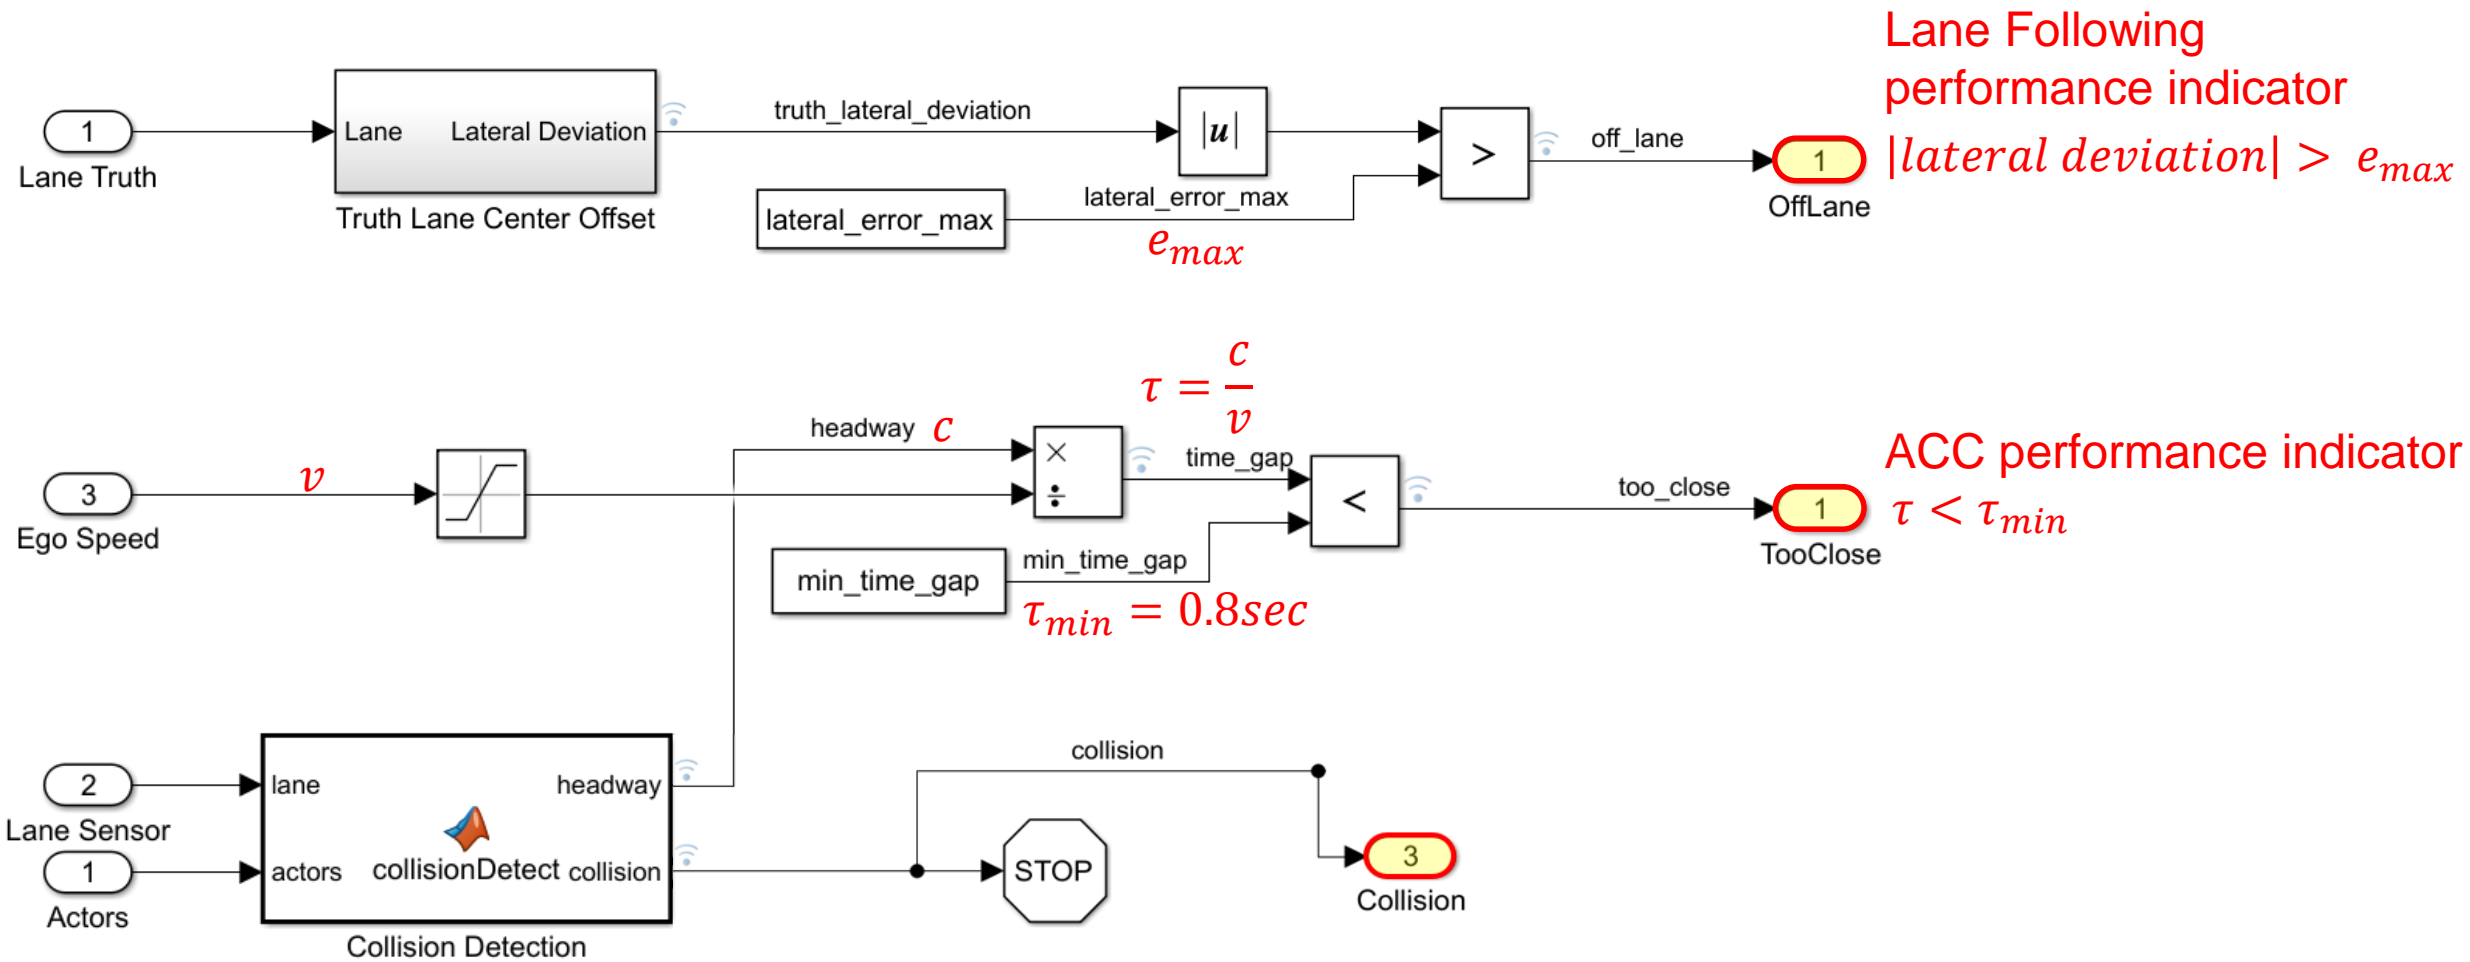 Lane Following
performance indicator
|lateral deviation| > e_max
1
Lane Truth
Lane
Lateral Deviation
Truth Lane Center Offset
truth_lateral_deviation
|u|
lateral_error_max
lateral_error_max
e_max
>
off_lane
1
OffLane
τ = c/v
headway
c
3
Ego Speed
v
×
÷
time_gap
min_time_gap
min_time_gap
τ_min = 0.8sec
<
too_close
1
TooClose
ACC performance indicator
τ < τ_min
2
Lane Sensor
1
Actors
lane
headway
actors
collisionDetect
collision
Collision Detection
collision
STOP
3
Collision